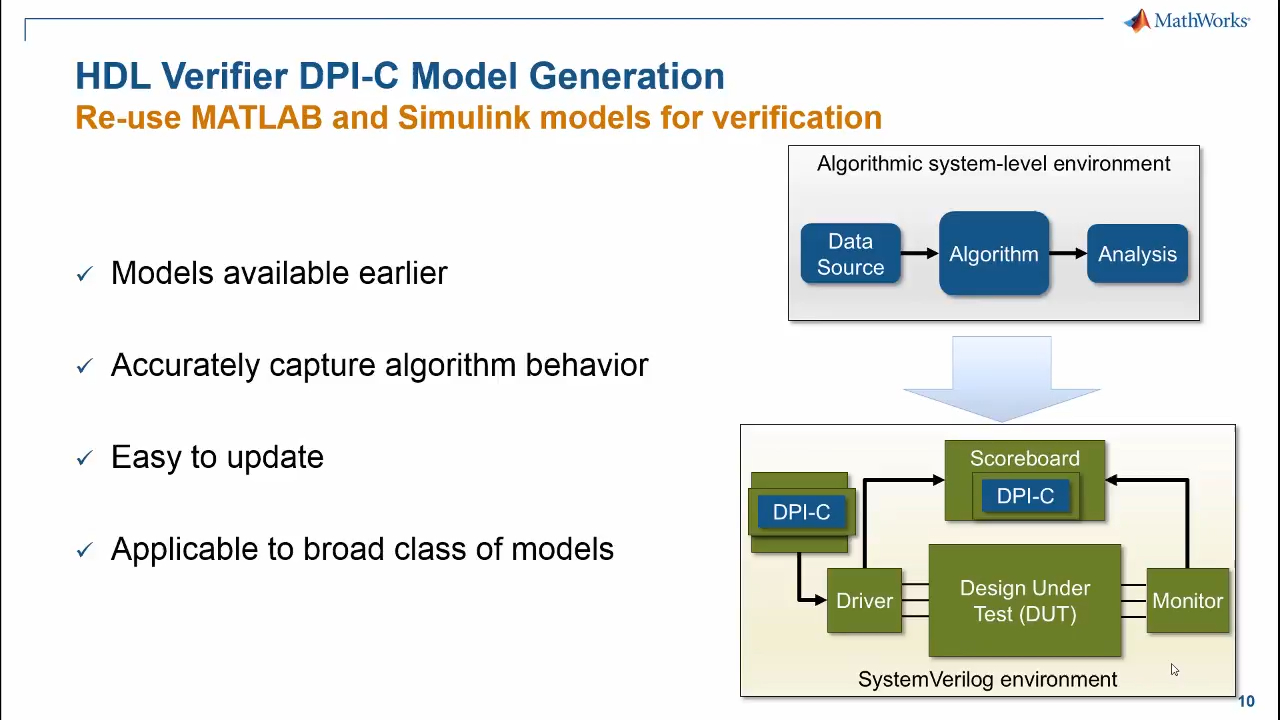 MathWorks®
HDL Verifier DPI-C Model Generation
Re-use MATLAB and Simulink models for verification
✓ Models available earlier
✓ Accurately capture algorithm behavior
✓ Easy to update
✓ Applicable to broad class of models
Algorithmic system-level environment
Data
Source
Algorithm
Analysis
Scoreboard
DPI-C
DPI-C
Driver
Design Under
Test (DUT)
Monitor
SystemVerilog environment
10